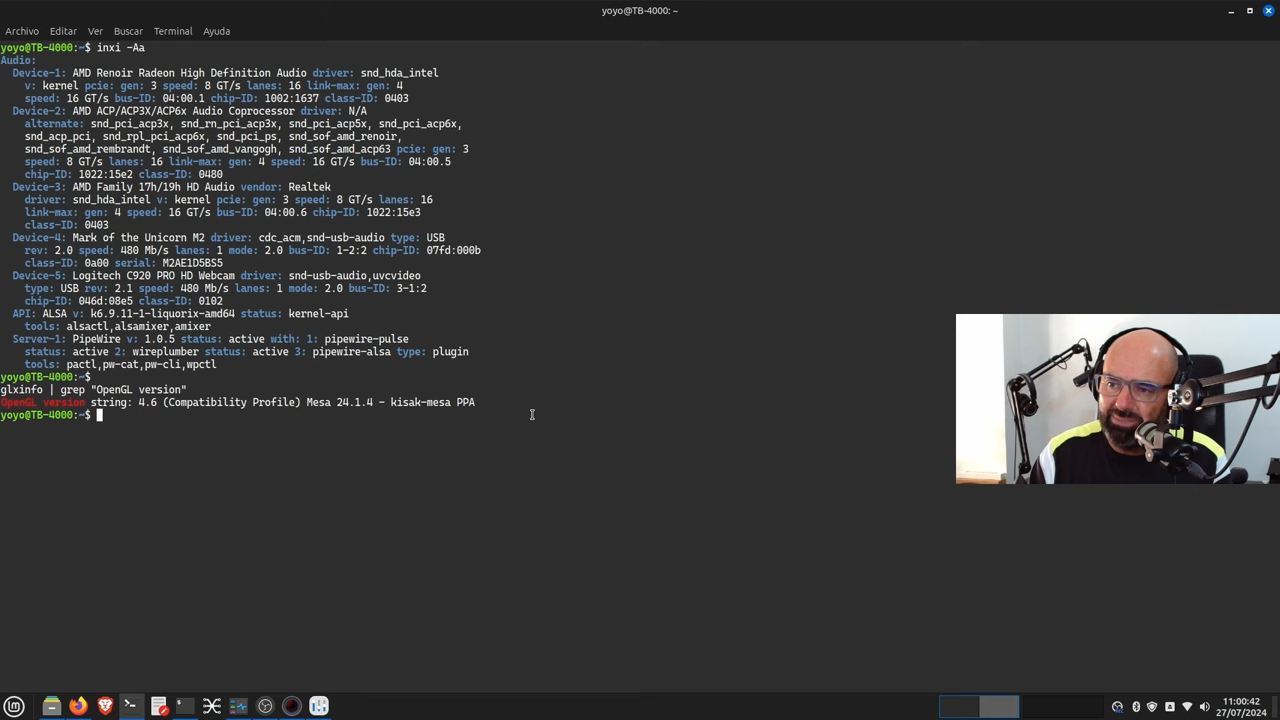 yoyo@TB-4000: ~
Archivo Editar Ver Buscar Terminal Ayuda
yoyo@TB-4000:~$ inxi -Aa
Audio:
Device-1: AMD Renoir Radeon High Definition Audio driver: snd_hda_intel
v: kernel pcie: gen: 3 speed: 8 GT/s lanes: 16 link-max: gen: 4
speed: 16 GT/s bus-ID: 04:00.1 chip-ID: 1002:1637 class-ID: 0403
Device-2: AMD ACP/ACP3X/ACP6x Audio Coprocessor driver: N/A
alternate: snd_pci_acp3x, snd_rn_pci_acp3x, snd_pci_acp5x, snd_pci_acp6x,
snd_acp_pci, snd_rpl_pci_acp6x, snd_pci_ps, snd_sof_amd_renoir,
snd_sof_amd_rembrandt, snd_sof_amd_vangogh, snd_sof_amd_acp63 pcie: gen: 3
speed: 8 GT/s lanes: 16 link-max: gen: 4 speed: 16 GT/s bus-ID: 04:00.5
chip-ID: 1022:15e2 class-ID: 0480
Device-3: AMD Family 17h/19h HD Audio vendor: Realtek
driver: snd_hda_intel v: kernel pcie: gen: 3 speed: 8 GT/s lanes: 16
link-max: gen: 4 speed: 16 GT/s bus-ID: 04:00.6 chip-ID: 1022:15e3
class-ID: 0403
Device-4: Mark of the Unicorn M2 driver: cdc_acm,snd-usb-audio type: USB
rev: 2.0 speed: 480 Mb/s lanes: 1 mode: 2.0 bus-ID: 1-2:2 chip-ID: 07fd:000b
class-ID: 0a00 serial: M2AE1D5BS5
Device-5: Logitech C920 PRO HD Webcam driver: snd-usb-audio,uvcvideo
type: USB rev: 2.1 speed: 480 Mb/s lanes: 1 mode: 2.0 bus-ID: 3-1:2
chip-ID: 046d:08e5 class-ID: 0102
API: ALSA v: k6.9.11-1-liquorix-amd64 status: kernel-api
tools: alsactl,alsamixer,amixer
Server-1: PipeWire v: 1.0.5 status: active with: 1: pipewire-pulse
status: active 2: wireplumber status: active 3: pipewire-alsa type: plugin
tools: pactl,pw-cat,pw-cli,wpctl
yoyo@TB-4000:~$
glxinfo | grep "OpenGL version"
OpenGL version string: 4.6 (Compatibility Profile) Mesa 24.1.4 - kisak-mesa PPA
yoyo@TB-4000:~$
11:00:42
27/07/2024